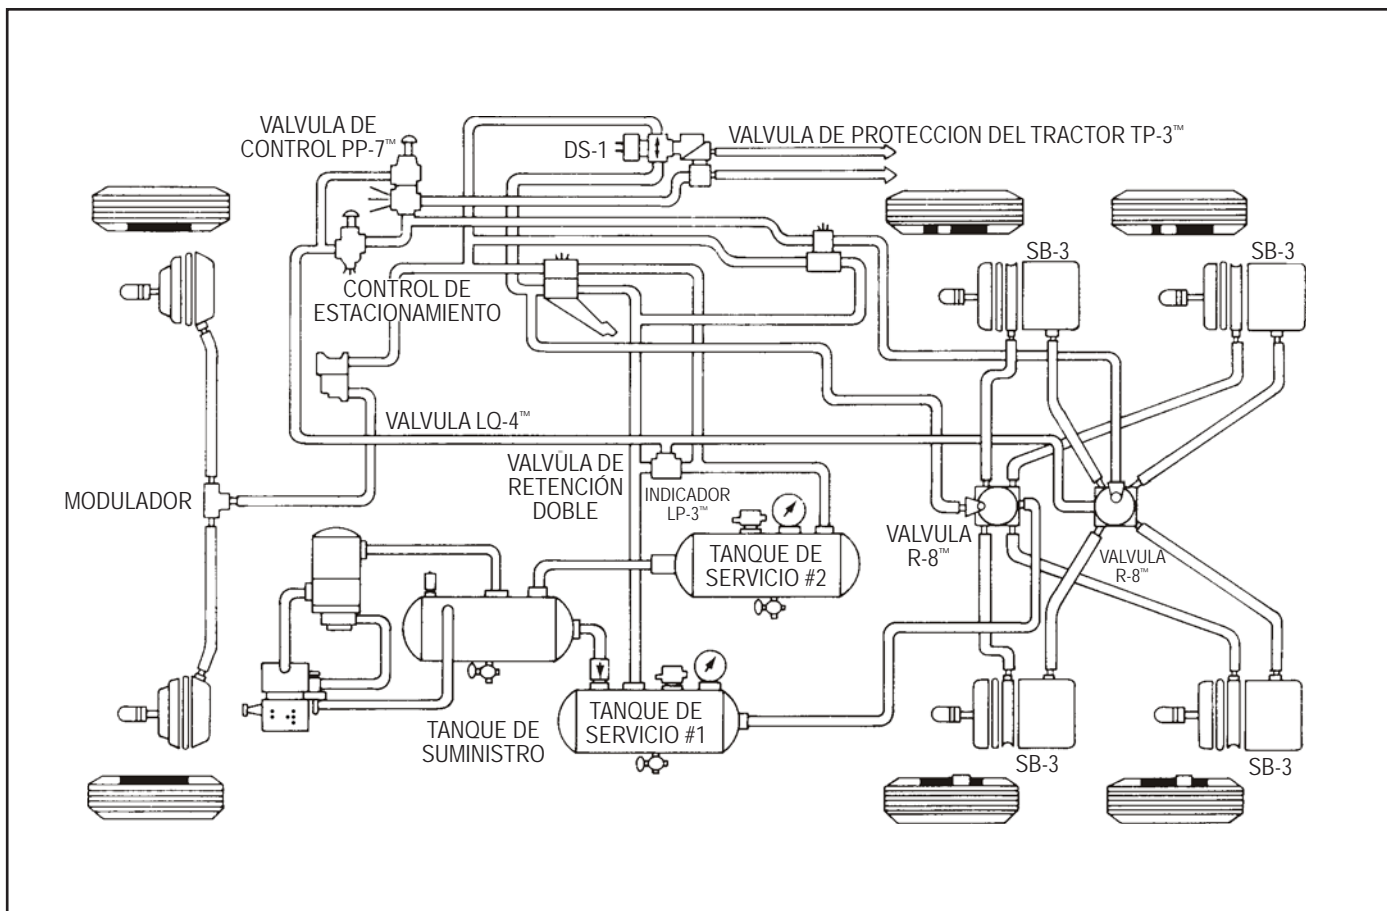 VALVULA DE
CONTROL PP-7™
DS-1
VALVULA DE PROTECCION DEL TRACTOR TP-3™
SB-3
SB-3
CONTROL DE
ESTACIONAMIENTO
VALVULA LQ-4™
VALVULA DE
RETENCIÓN
DOBLE
INDICADOR
LP-3™
MODULADOR
VALVULA
R-8™
VALVULA
R-8™
TANQUE DE
SERVICIO #2
TANQUE DE
SERVICIO #1
TANQUE DE
SUMINISTRO
SB-3
SB-3